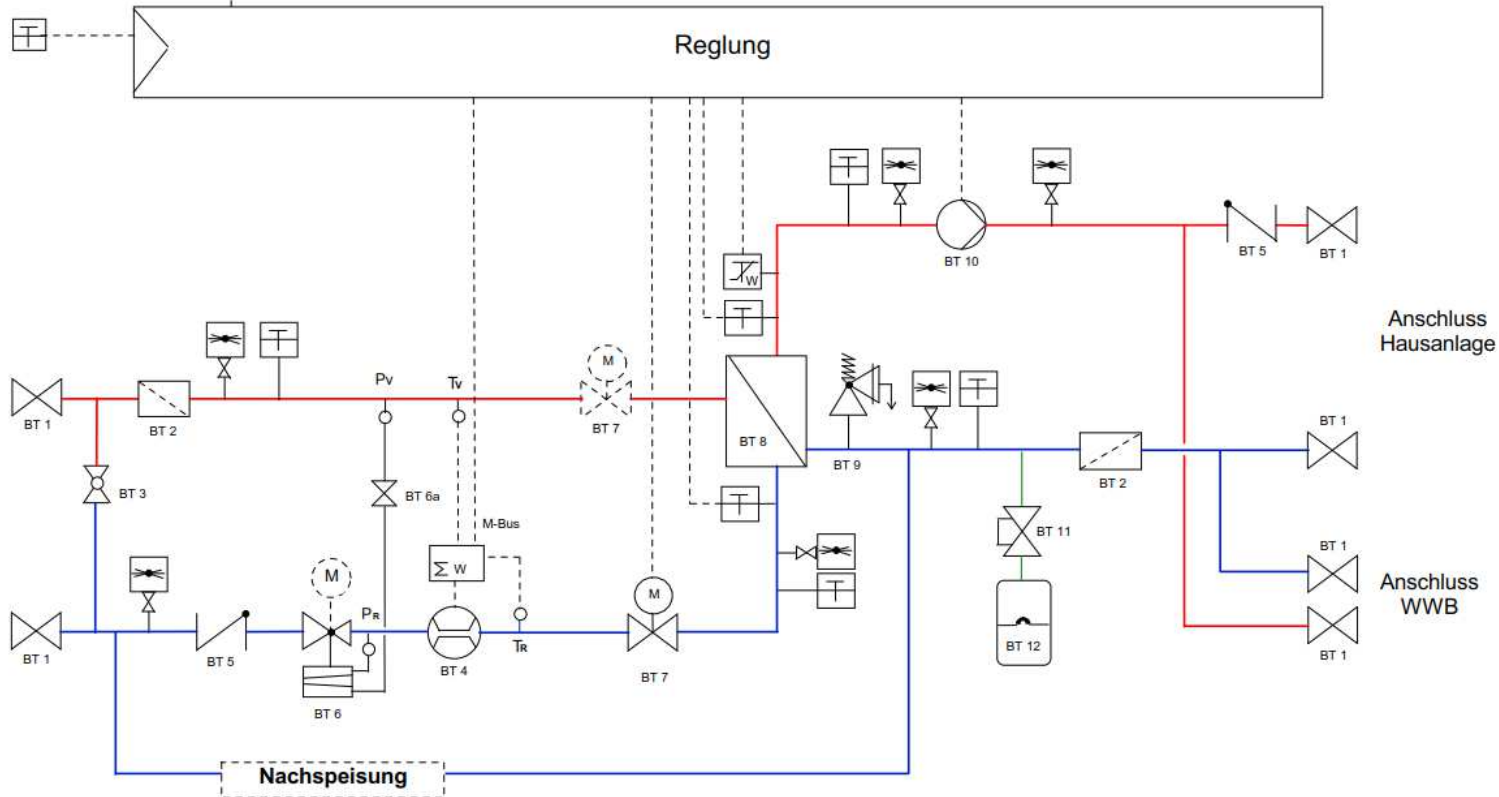 T
Reglung
T
BT 10
BT 5
BT 1
W
T
Anschluss
Hausanlage
T
M
Pv
Tv
BT 1
BT 2
BT 7
BT 8
BT 9
T
BT 2
BT 1
BT 3
BT 6a
T
M-Bus
BT 11
BT 1
Σ W
M
M
T
Anschluss
WWB
PR
TR
BT 1
BT 5
BT 6
BT 4
BT 7
BT 12
BT 1
Nachspeisung